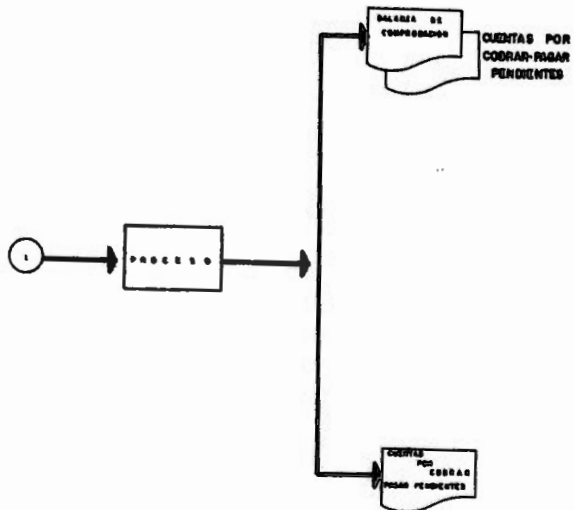 BALANZA DE
COMPROBACION
CUENTAS POR
COBRAR-PAGAR
PENDIENTES
1
PROCESO
CUENTAS
POR
COBRAR
PAGAR PENDIENTES